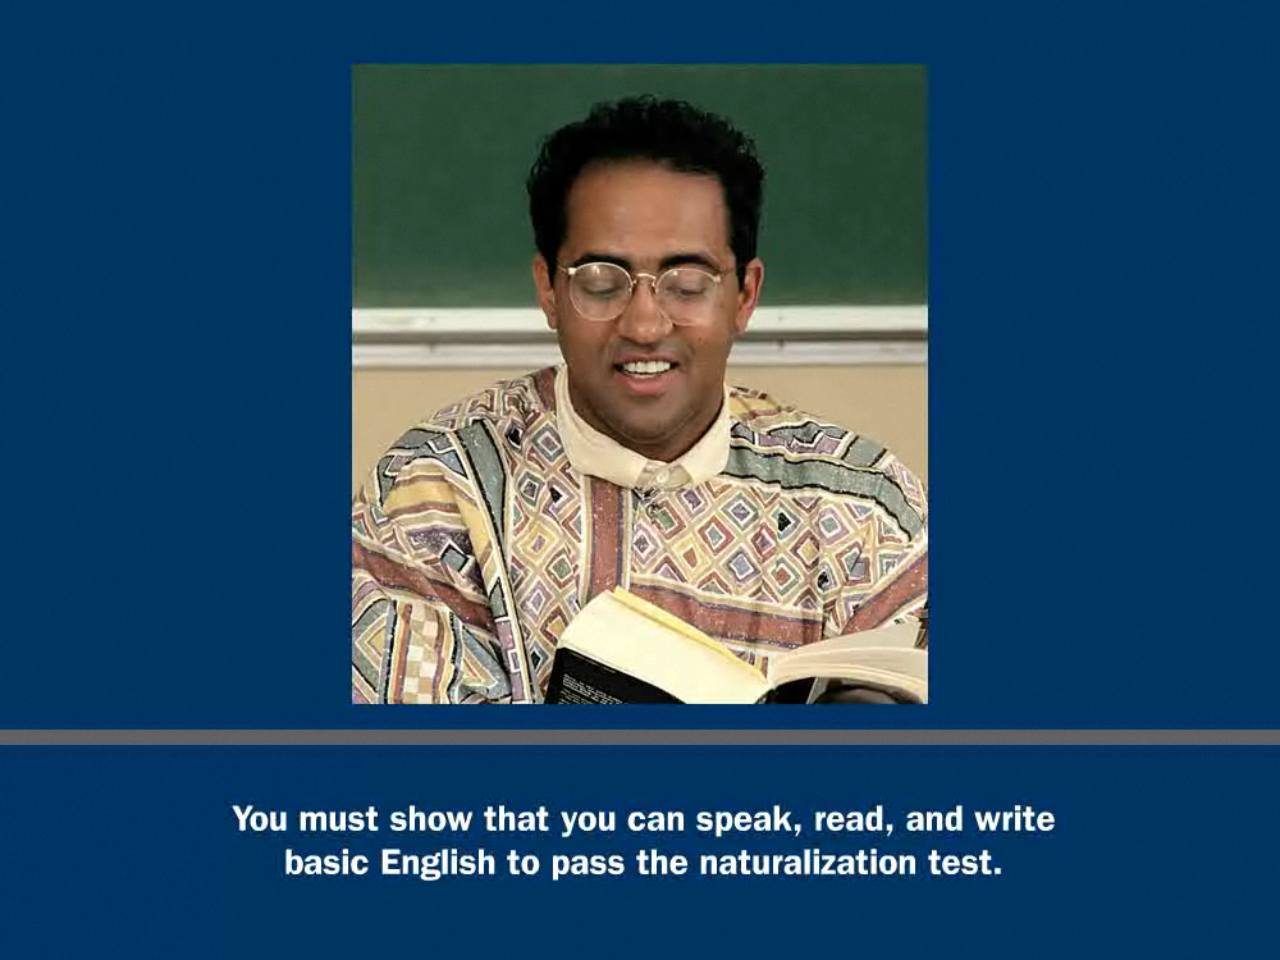 You must show that you can speak, read, and write
basic English to pass the naturalization test.